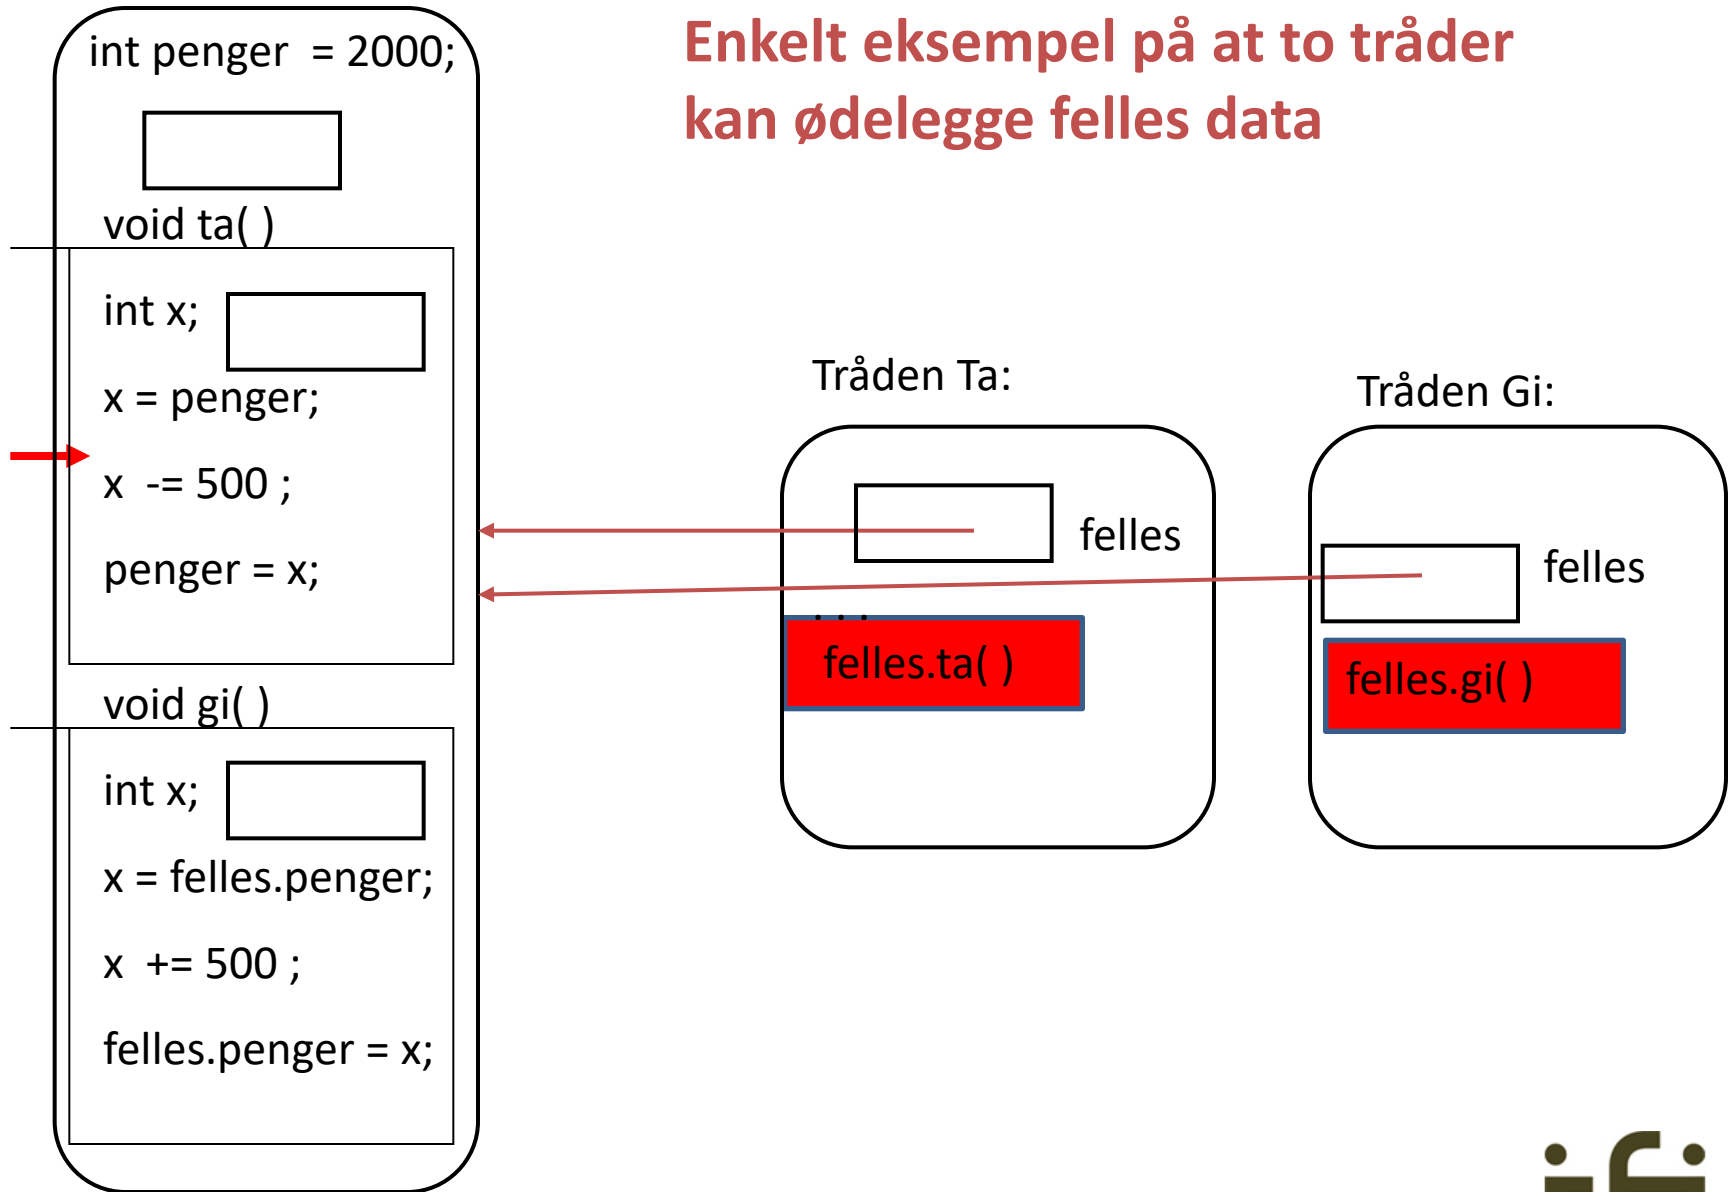 Enkelt eksempel på at to tråder
kan ødelegge felles data
int penger = 2000;
void ta( )
int x;
x = penger;
x -= 500 ;
penger = x;
void gi( )
int x;
x = felles.penger;
x += 500 ;
felles.penger = x;
Tråden Ta:
felles
...
felles.ta( )
Tråden Gi:
felles
felles.gi( )
ifi